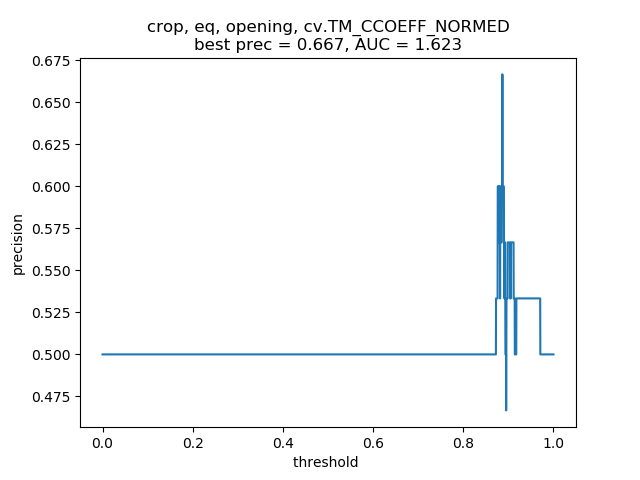 crop, eq, opening, cv.TM_CCOEFF_NORMED
best prec = 0.667, AUC = 1.623
0.675
0.650
0.625
0.600
0.575
0.550
0.525
0.500
0.475
precision
0.0 0.2 0.4 0.6 0.8 1.0
threshold